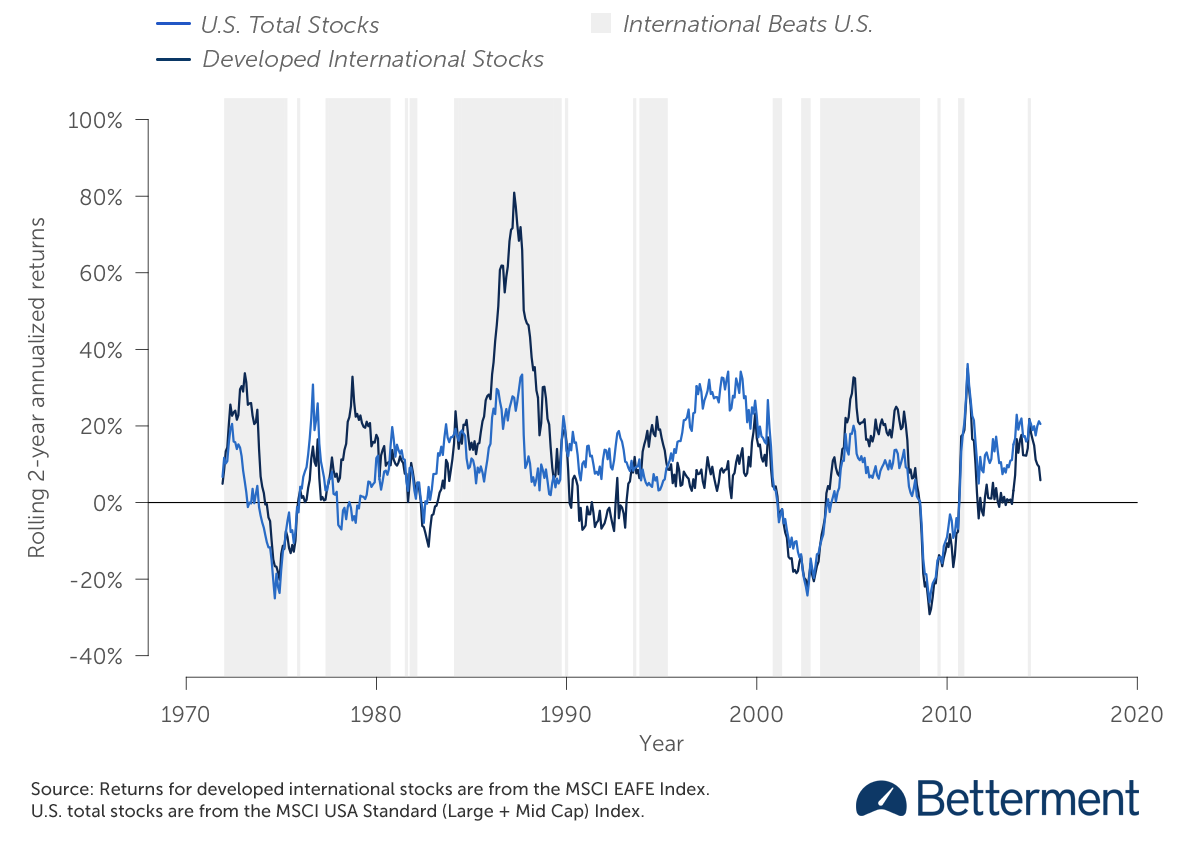 U.S. Total Stocks
International Beats U.S.
Developed International Stocks
100%
80%
60%
40%
20%
0%
-20%
-40%
Rolling 2-year annualized returns
1970
1980
1990
2000
2010
2020
Year
Source: Returns for developed international stocks are from the MSCI EAFE Index.
U.S. total stocks are from the MSCI USA Standard (Large + Mid Cap) Index.
Betterment